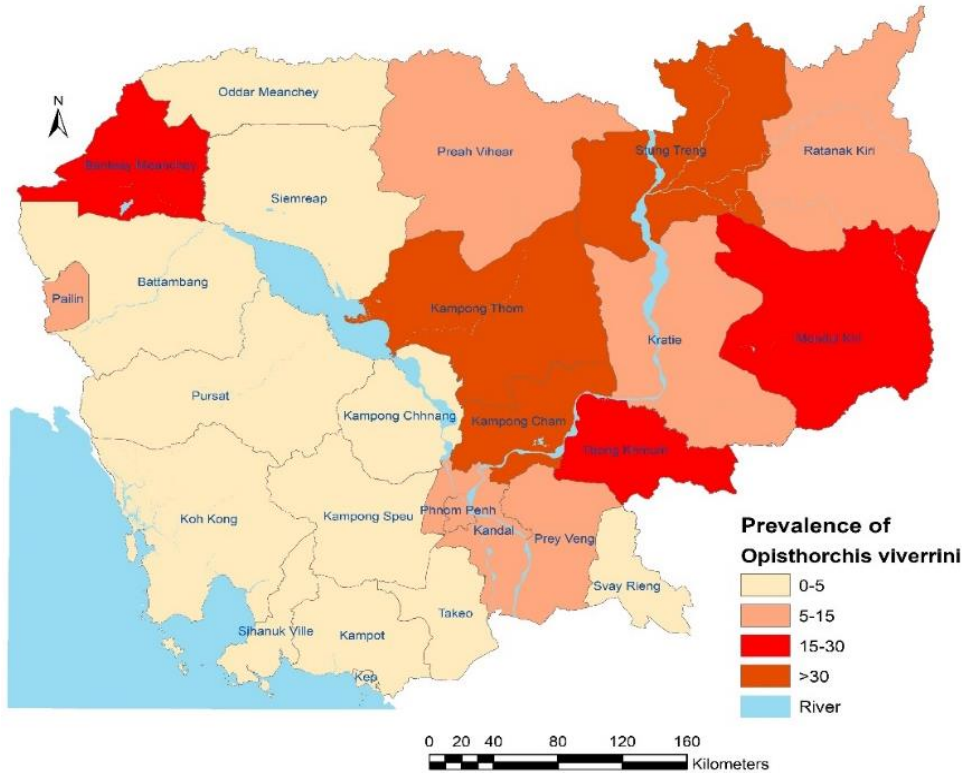 N
Oddar Meanchey
Banteay Meanchey
Preah Vihear
Stung Treng
Ratanak Kiri
Siemreap
Battambang
Pailin
Kampong Thom
Kratie
Mondul Kiri
Pursat
Kampong Chhnang
Kampong Cham
Tbong Khmum
Koh Kong
Kampong Speu
Phnom Penh
Kandal
Prey Veng
Svay Rieng
Takeo
Sihanuk Ville
Kampot
Kep
Prevalence of
Opisthorchis viverrini
0-5
5-15
15-30
>30
River
0 10 20 40 80 120 160
Kilometers